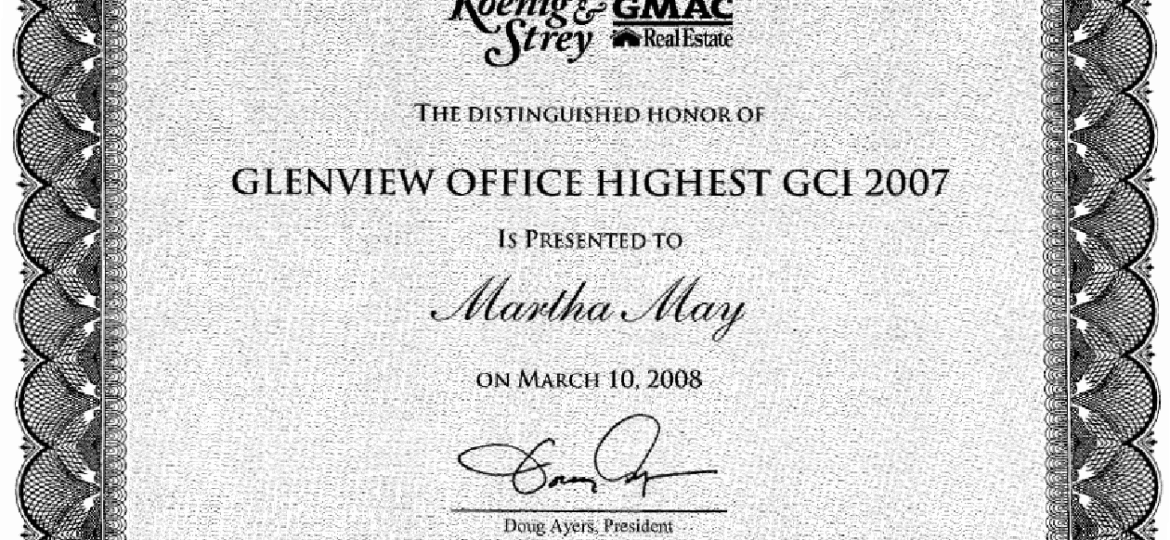 Koenig & GMAC
Strey Real Estate
THE DISTINGUISHED HONOR OF
GLENVIEW OFFICE HIGHEST GCI 2007
IS PRESENTED TO
Martha May
ON MARCH 10, 2008
Doug Ayers, President